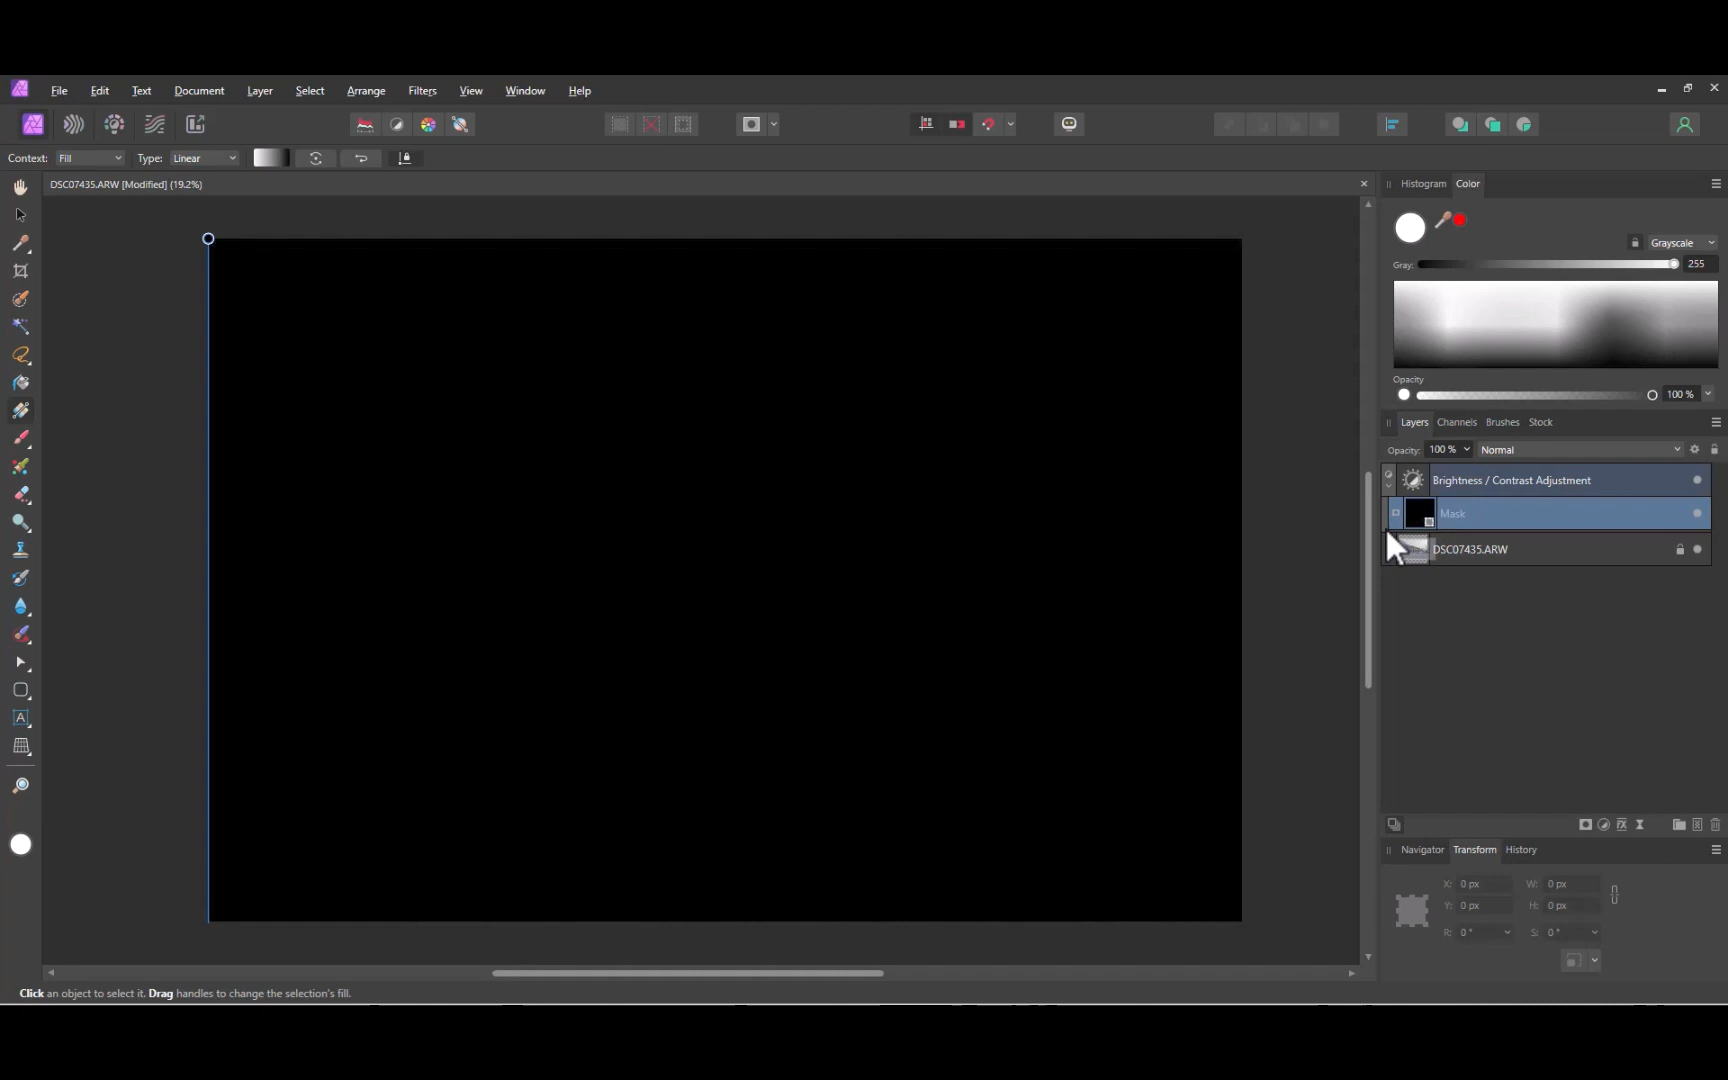 File Edit Text Document Layer Select Arrange Filters View Window Help
Context: Fill Type: Linear
DSC07435.ARW [Modified] (19.2%)
Histogram Color
Grayscale
Gray: 255
Opacity
100 %
Layers Channels Brushes Stock
Opacity: 100 % Normal
Brightness / Contrast Adjustment
Mask
DSC07435.ARW
A
Navigator Transform History
X: 0 px W: 0 px
Y: 0 px H: 0 px
R: 0 ° S: 0 °
Click an object to select it. Drag handles to change the selection's fill.